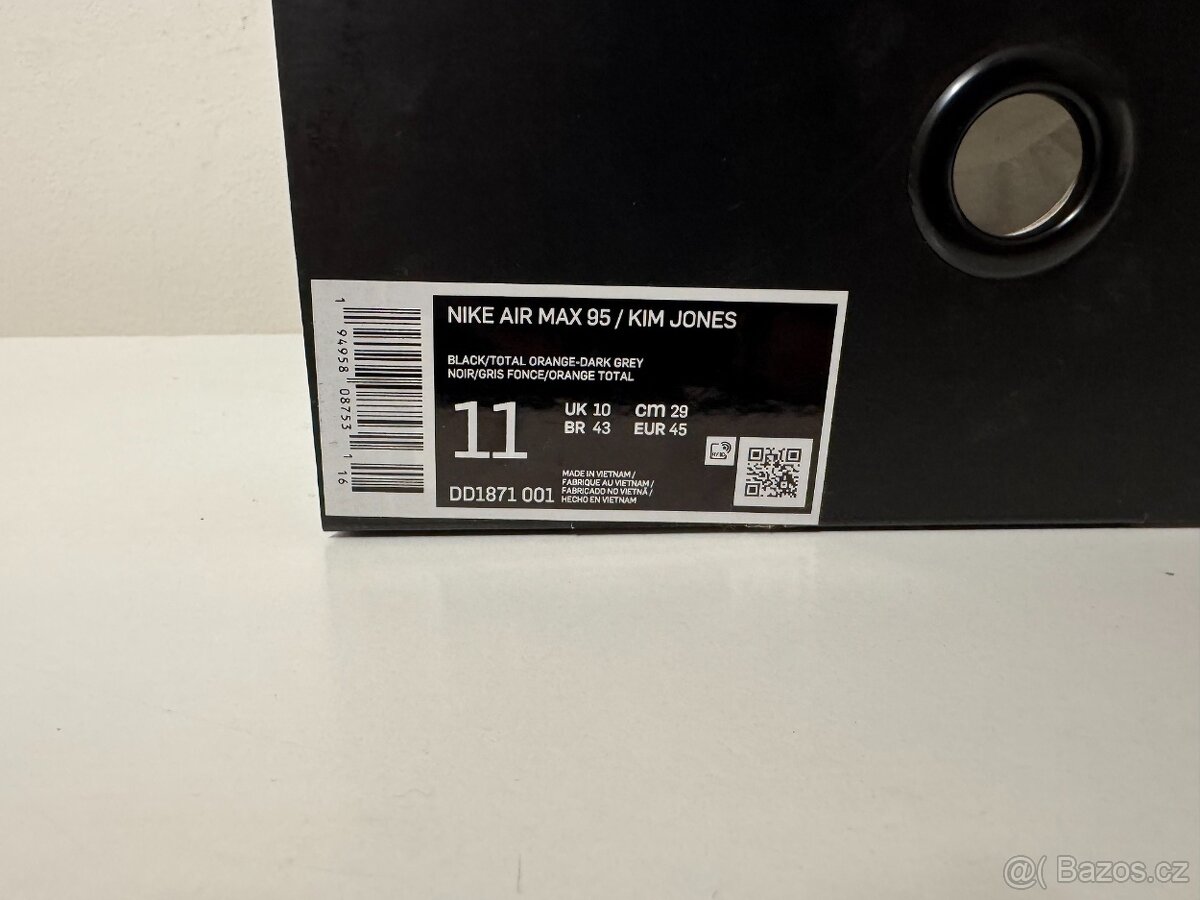 NIKE AIR MAX 95 / KIM JONES
BLACK/TOTAL ORANGE-DARK GREY
NOIR/GRIS FONCE/ORANGE TOTAL
11
UK 10 cm 29
BR 43 EUR 45
RFID
MADE IN VIETNAM /
FABRIQUE AU VIETNAM /
FABRICADO NO VIETNÃ /
HECHO EN VIETNAM
DD1871 001
1 94958 08753 1 16
@( Bazos.cz